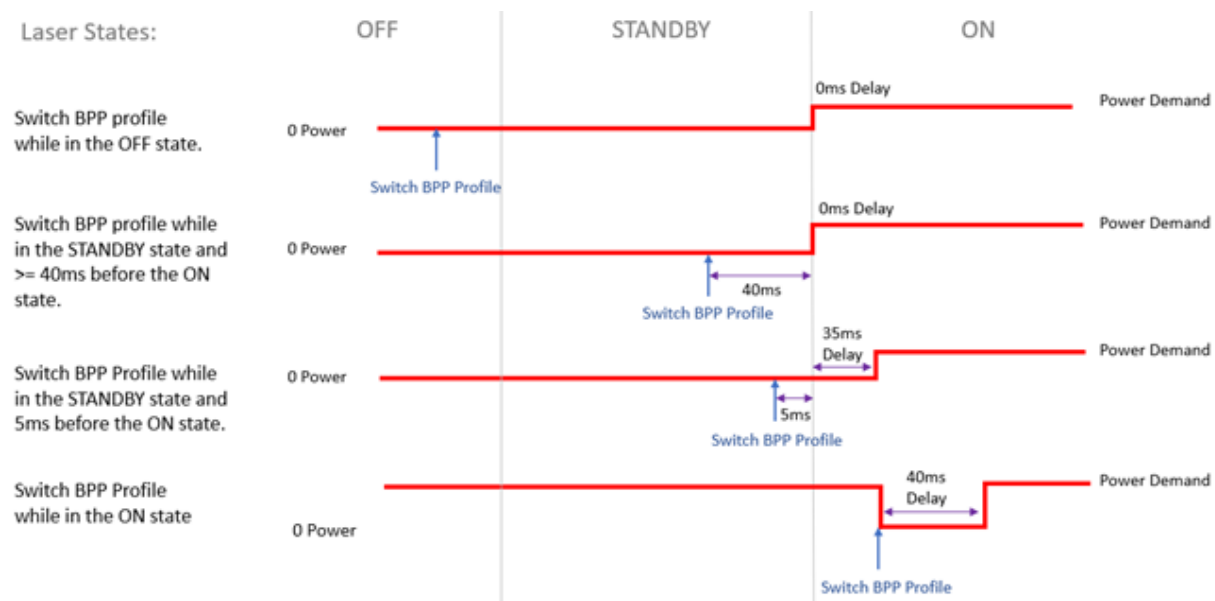 Laser States:
OFF
STANDBY
ON
Switch BPP profile
while in the OFF state.
0 Power
Switch BPP Profile
0ms Delay
Power Demand
Switch BPP profile while
in the STANDBY state and
>= 40ms before the ON
state.
0 Power
40ms
Switch BPP Profile
0ms Delay
Power Demand
Switch BPP Profile while
in the STANDBY state and
5ms before the ON state.
0 Power
5ms
Switch BPP Profile
35ms
Delay
Power Demand
Switch BPP Profile
while in the ON state
0 Power
40ms
Delay
Switch BPP Profile
Power Demand